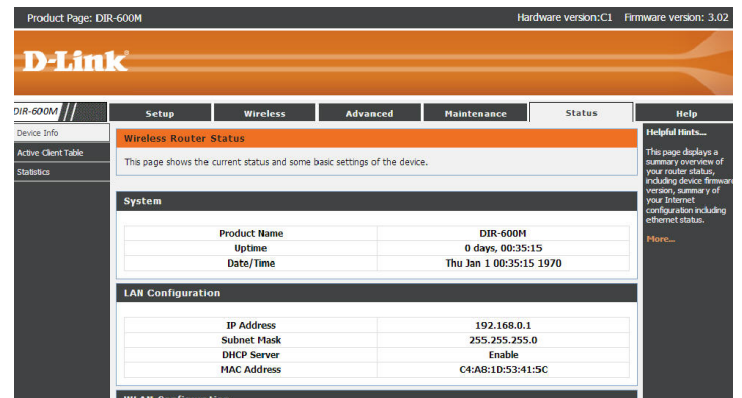 Product Page: DIR-600M Hardware version:C1 Firmware version: 3.02
D-Link
DIR-600M
Setup Wireless Advanced Maintenance Status Help
Device Info
Active Client Table
Statistics
Wireless Router Status
This page shows the current status and some basic settings of the device.
System
Product Name DIR-600M
Uptime 0 days, 00:35:15
Date/Time Thu Jan 1 00:35:15 1970
LAN Configuration
IP Address 192.168.0.1
Subnet Mask 255.255.255.0
DHCP Server Enable
MAC Address C4:A8:1D:53:41:5C
WLAN Configuration
Helpful Hints...
This page displays a
summary overview of
your router status,
including device firmware
version, summary of
your Internet
configuration including
ethernet status.
More...